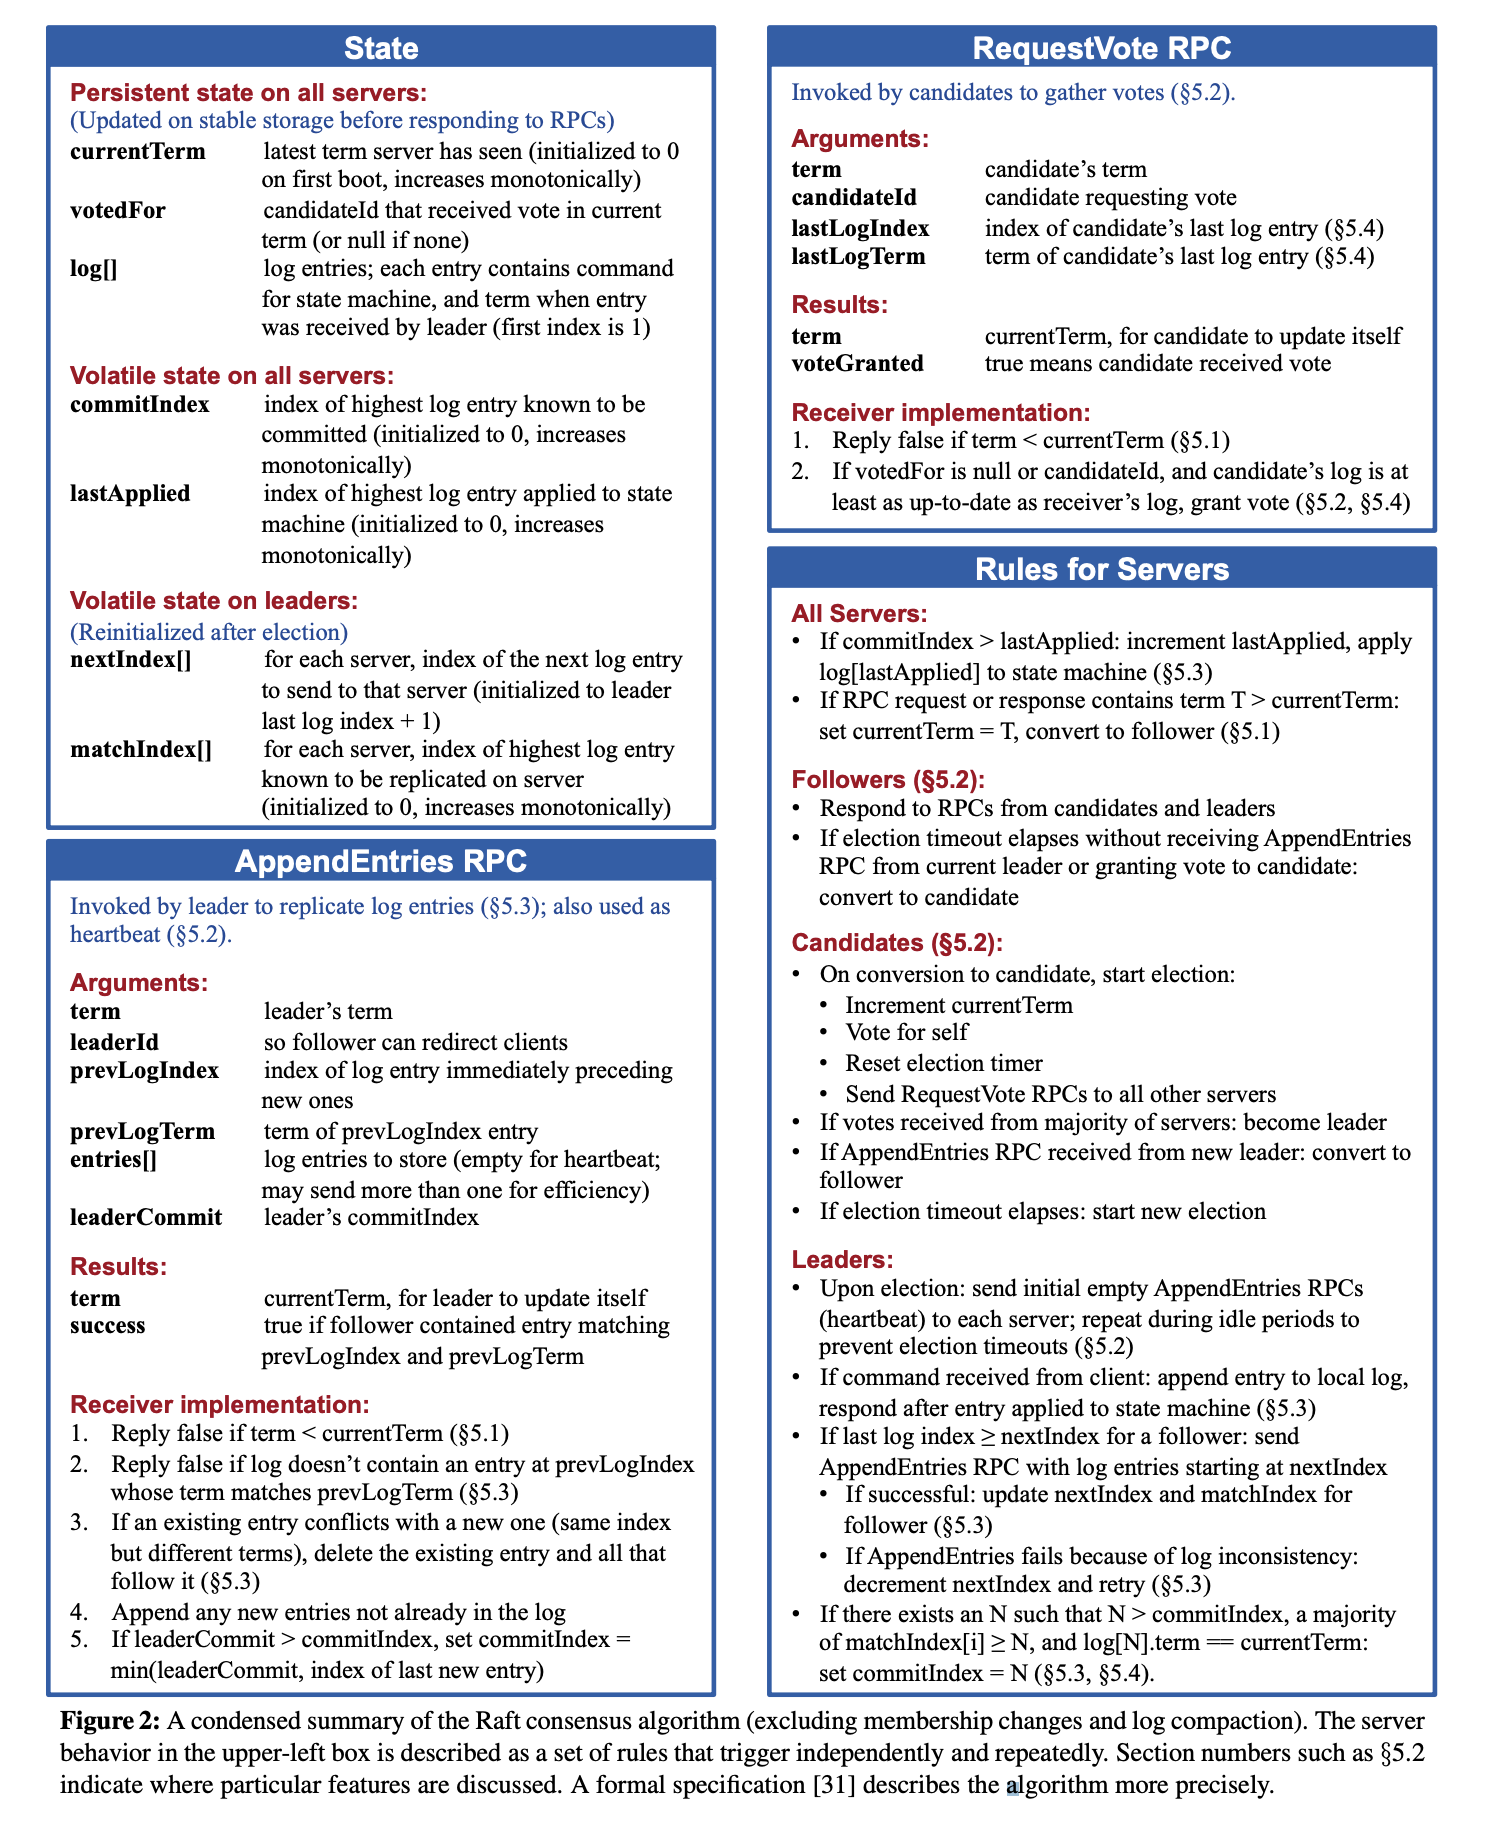 State
Persistent state on all servers:
(Updated on stable storage before responding to RPCs)
currentTerm latest term server has seen (initialized to 0
on first boot, increases monotonically)
votedFor candidateId that received vote in current
term (or null if none)
log[] log entries; each entry contains command
for state machine, and term when entry
was received by leader (first index is 1)
Volatile state on all servers:
commitIndex index of highest log entry known to be
committed (initialized to 0, increases
monotonically)
lastApplied index of highest log entry applied to state
machine (initialized to 0, increases
monotonically)
Volatile state on leaders:
(Reinitialized after election)
nextIndex[] for each server, index of the next log entry
to send to that server (initialized to leader
last log index + 1)
matchIndex[] for each server, index of highest log entry
known to be replicated on server
(initialized to 0, increases monotonically)
AppendEntries RPC
Invoked by leader to replicate log entries (§5.3); also used as
heartbeat (§5.2).
Arguments:
term leader’s term
leaderId so follower can redirect clients
prevLogIndex index of log entry immediately preceding
new ones
prevLogTerm term of prevLogIndex entry
entries[] log entries to store (empty for heartbeat;
may send more than one for efficiency)
leaderCommit leader’s commitIndex
Results:
term currentTerm, for leader to update itself
success true if follower contained entry matching
prevLogIndex and prevLogTerm
Receiver implementation:
1. Reply false if term < currentTerm (§5.1)
2. Reply false if log doesn’t contain an entry at prevLogIndex
whose term matches prevLogTerm (§5.3)
3. If an existing entry conflicts with a new one (same index
but different terms), delete the existing entry and all that
follow it (§5.3)
4. Append any new entries not already in the log
5. If leaderCommit > commitIndex, set commitIndex =
min(leaderCommit, index of last new entry)
RequestVote RPC
Invoked by candidates to gather votes (§5.2).
Arguments:
term candidate’s term
candidateId candidate requesting vote
lastLogIndex index of candidate’s last log entry (§5.4)
lastLogTerm term of candidate’s last log entry (§5.4)
Results:
term currentTerm, for candidate to update itself
voteGranted true means candidate received vote
Receiver implementation:
1. Reply false if term < currentTerm (§5.1)
2. If votedFor is null or candidateId, and candidate’s log is at
least as up-to-date as receiver’s log, grant vote (§5.2, §5.4)
Rules for Servers
All Servers:
• If commitIndex > lastApplied: increment lastApplied, apply
log[lastApplied] to state machine (§5.3)
• If RPC request or response contains term T > currentTerm:
set currentTerm = T, convert to follower (§5.1)
Followers (§5.2):
• Respond to RPCs from candidates and leaders
• If election timeout elapses without receiving AppendEntries
RPC from current leader or granting vote to candidate:
convert to candidate
Candidates (§5.2):
• On conversion to candidate, start election:
• Increment currentTerm
• Vote for self
• Reset election timer
• Send RequestVote RPCs to all other servers
• If votes received from majority of servers: become leader
• If AppendEntries RPC received from new leader: convert to
follower
• If election timeout elapses: start new election
Leaders:
• Upon election: send initial empty AppendEntries RPCs
(heartbeat) to each server; repeat during idle periods to
prevent election timeouts (§5.2)
• If command received from client: append entry to local log,
respond after entry applied to state machine (§5.3)
• If last log index ≥ nextIndex for a follower: send
AppendEntries RPC with log entries starting at nextIndex
• If successful: update nextIndex and matchIndex for
follower (§5.3)
• If AppendEntries fails because of log inconsistency:
decrement nextIndex and retry (§5.3)
• If there exists an N such that N > commitIndex, a majority
of matchIndex[i] ≥ N, and log[N].term == currentTerm:
set commitIndex = N (§5.3, §5.4).
Figure 2: A condensed summary of the Raft consensus algorithm (excluding membership changes and log compaction). The server
behavior in the upper-left box is described as a set of rules that trigger independently and repeatedly. Section numbers such as §5.2
indicate where particular features are discussed. A formal specification [31] describes the algorithm more precisely.